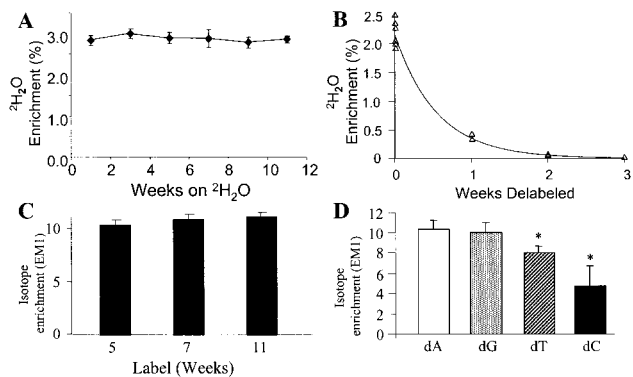 A
²H₂O
Enrichment (%)
3.0
2.0
1.0
0.0
0 2 4 6 8 10 12
Weeks on ²H₂O
B
²H₂O
Enrichment (%)
2.5
2.0
1.5
1.0
0.5
0
0 1 2 3
Weeks Delabeled
C
Isotope
enrichment (EM1)
10
5
0
5 7 11
Label (Weeks)
D
Isotope
enrichment (EM1)
12
10
8
6
4
2
0
*
*
dA dG dT dC